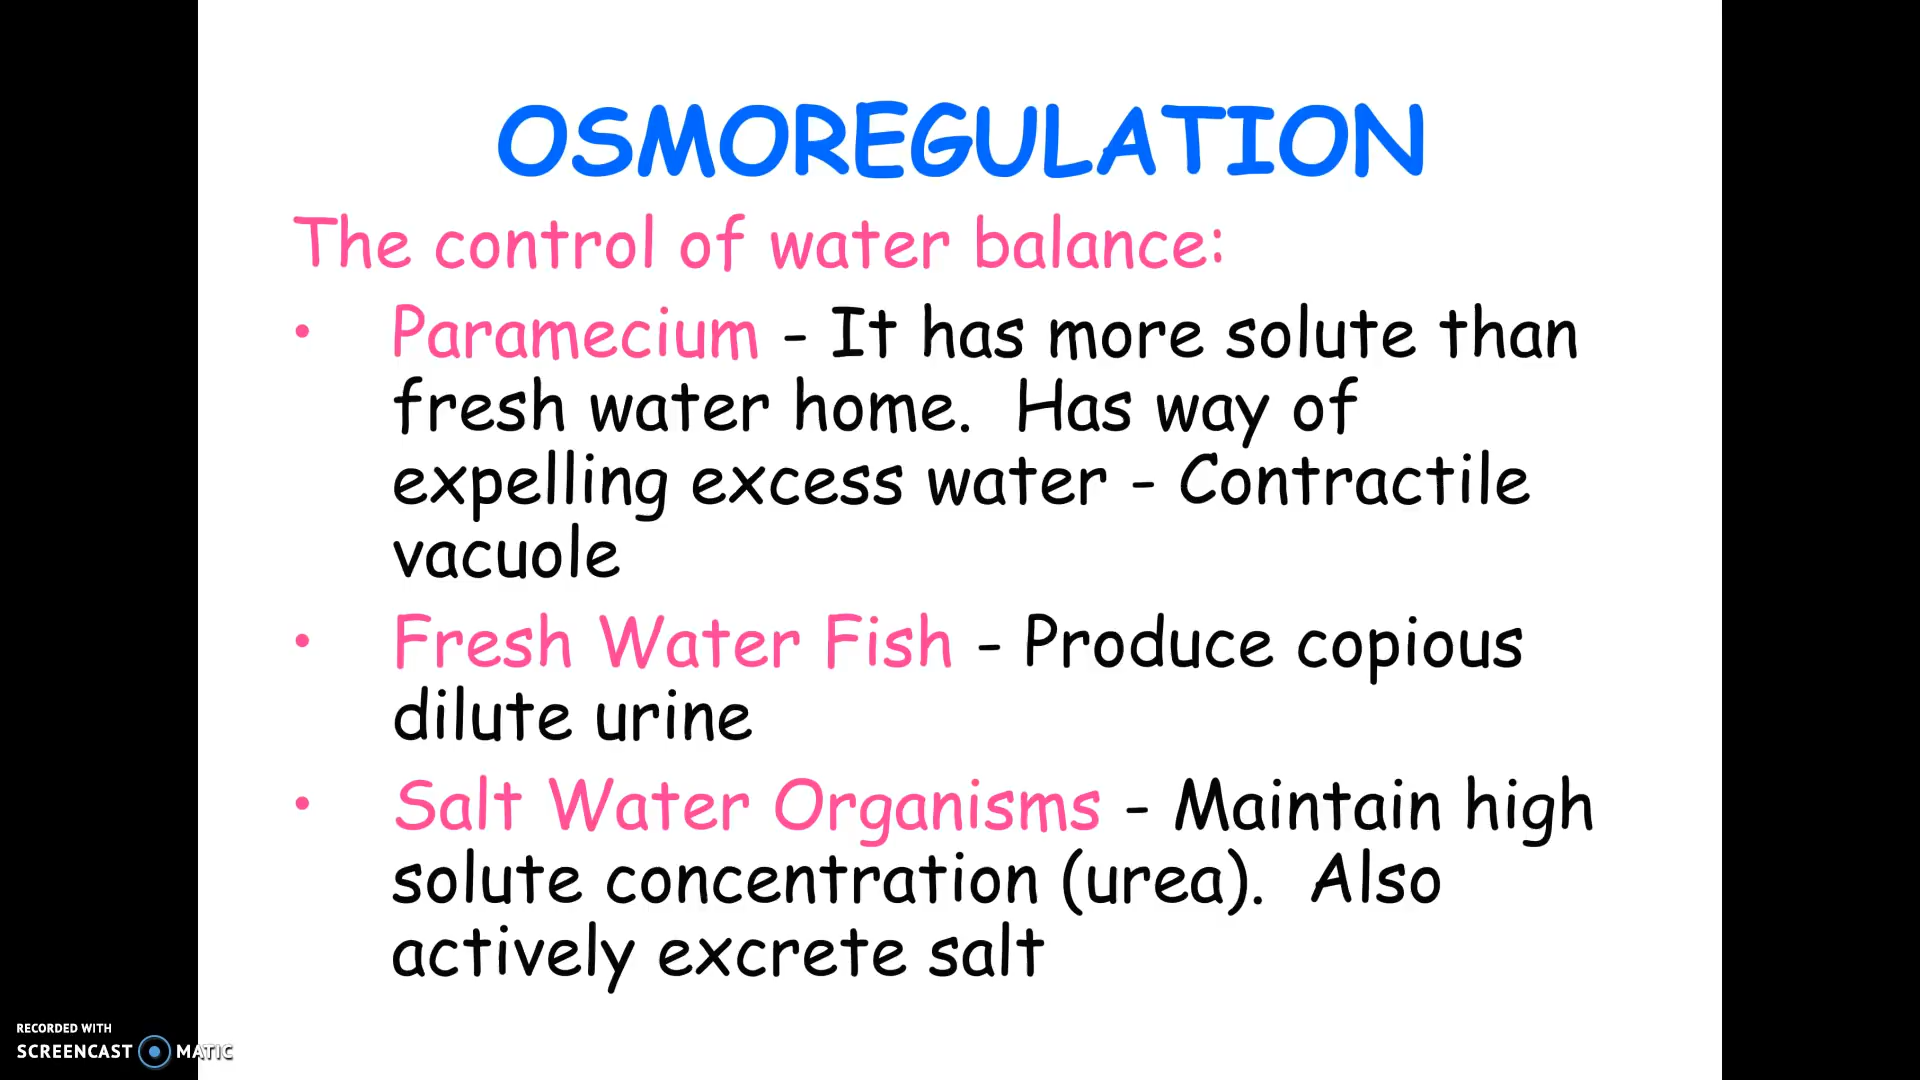 OSMOREGULATION
The control of water balance:
• Paramecium - It has more solute than
fresh water home.  Has way of
expelling excess water - Contractile
vacuole
• Fresh Water Fish - Produce copious
dilute urine
• Salt Water Organisms - Maintain high
solute concentration (urea).  Also
actively excrete salt
RECORDED WITH
SCREENCAST MATIC